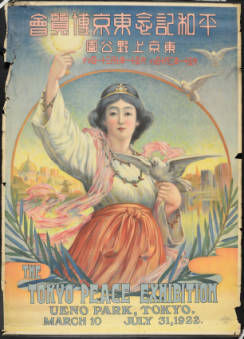 平和記念東京博覽會
東京上野公園
THE
TOKYO PEACE EXHIBITION
UENO PARK, TOKYO.
MARCH 10 JULY 31, 1922.